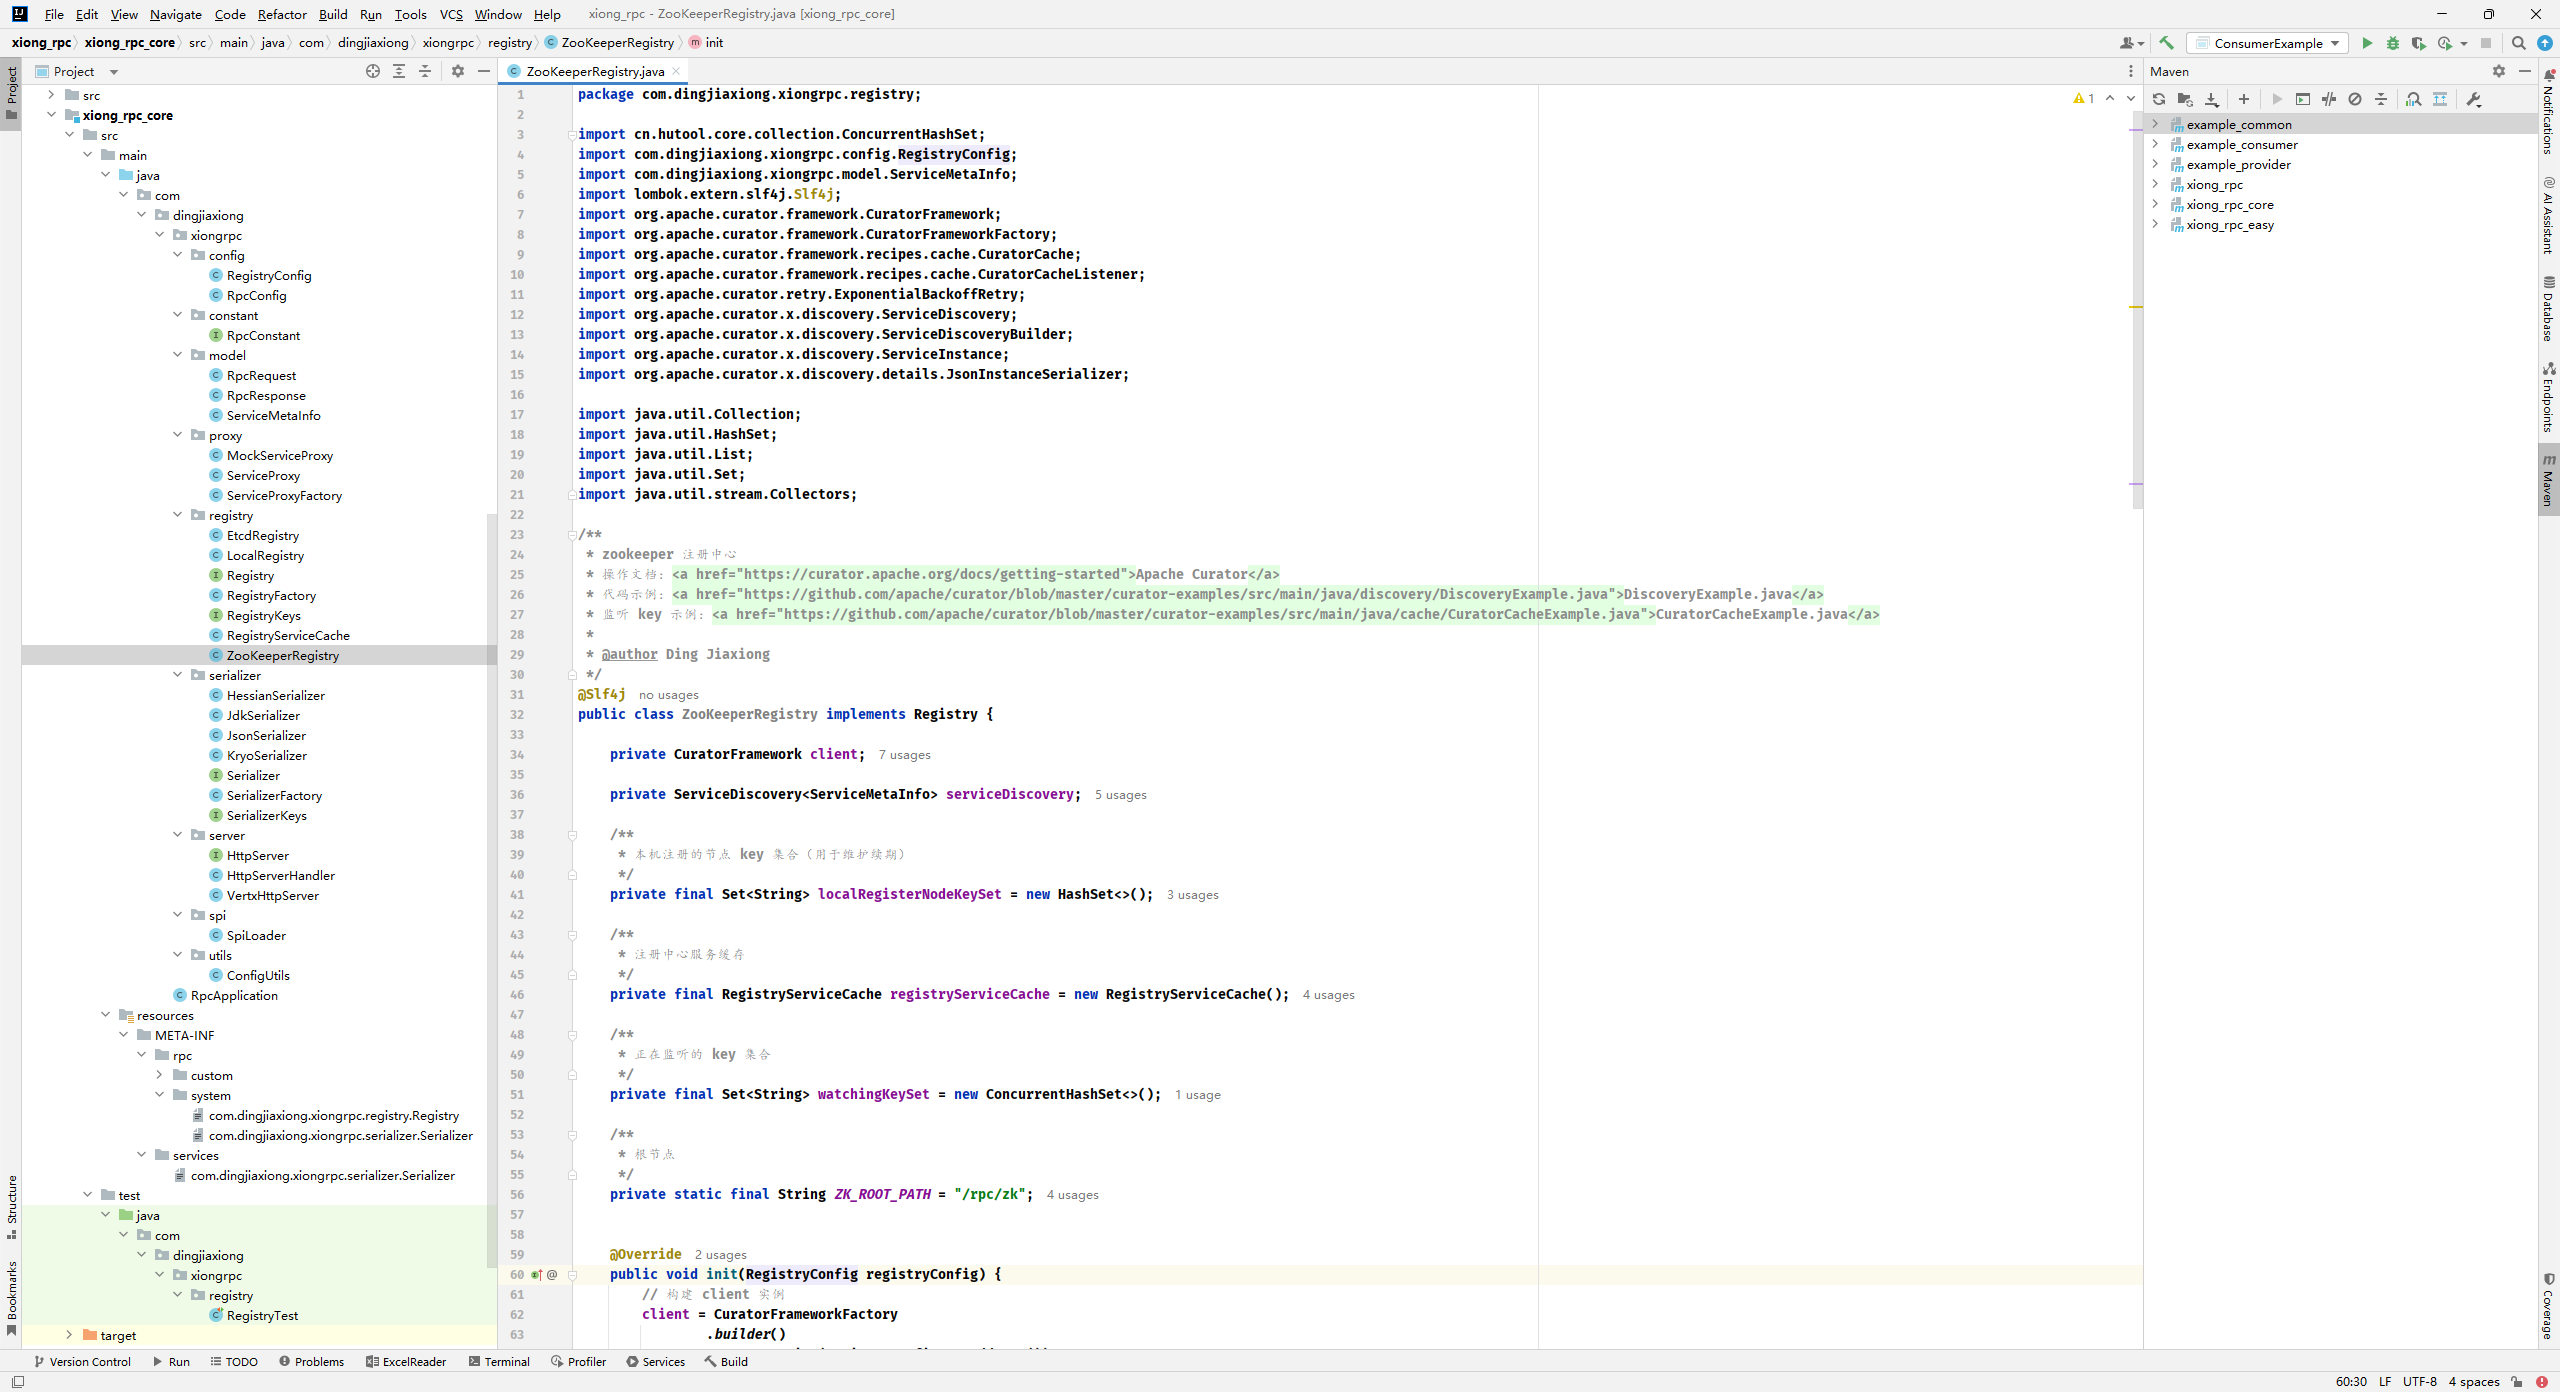 File Edit View Navigate Code Refactor Build Run Tools VCS Window Help xiong_rpc - ZooKeeperRegistry.java [xiong_rpc_core]
xiong_rpc xiong_rpc_core src main java com dingjiaxiong xiongrpc registry ZooKeeperRegistry init ConsumerExample
Project
src
xiong_rpc_core
src
main
java
com
dingjiaxiong
xiongrpc
config
RegistryConfig
RpcConfig
constant
RpcConstant
model
RpcRequest
RpcResponse
ServiceMetaInfo
proxy
MockServiceProxy
ServiceProxy
ServiceProxyFactory
registry
EtcdRegistry
LocalRegistry
Registry
RegistryFactory
RegistryKeys
RegistryServiceCache
ZooKeeperRegistry
serializer
HessianSerializer
JdkSerializer
JsonSerializer
KryoSerializer
Serializer
SerializerFactory
SerializerKeys
server
HttpServer
HttpServerHandler
VertxHttpServer
spi
SpiLoader
utils
ConfigUtils
RpcApplication
resources
META-INF
rpc
custom
system
com.dingjiaxiong.xiongrpc.registry.Registry
com.dingjiaxiong.xiongrpc.serializer.Serializer
services
com.dingjiaxiong.xiongrpc.serializer.Serializer
test
java
com
dingjiaxiong
xiongrpc
registry
RegistryTest
target
Project
Structure
Bookmarks
ZooKeeperRegistry.java
1
1 package com.dingjiaxiong.xiongrpc.registry;
2
3 import cn.hutool.core.collection.ConcurrentHashSet;
4 import com.dingjiaxiong.xiongrpc.config.RegistryConfig;
5 import com.dingjiaxiong.xiongrpc.model.ServiceMetaInfo;
6 import lombok.extern.slf4j.Slf4j;
7 import org.apache.curator.framework.CuratorFramework;
8 import org.apache.curator.framework.CuratorFrameworkFactory;
9 import org.apache.curator.framework.recipes.cache.CuratorCache;
10 import org.apache.curator.framework.recipes.cache.CuratorCacheListener;
11 import org.apache.curator.retry.ExponentialBackoffRetry;
12 import org.apache.curator.x.discovery.ServiceDiscovery;
13 import org.apache.curator.x.discovery.ServiceDiscoveryBuilder;
14 import org.apache.curator.x.discovery.ServiceInstance;
15 import org.apache.curator.x.discovery.details.JsonInstanceSerializer;
16
17 import java.util.Collection;
18 import java.util.HashSet;
19 import java.util.List;
20 import java.util.Set;
21 import java.util.stream.Collectors;
22
23 /**
24 * zookeeper 注册中心
25 * 操作文档：<a href="https://curator.apache.org/docs/getting-started">Apache Curator</a>
26 * 代码示例：<a href="https://github.com/apache/curator/blob/master/curator-examples/src/main/java/discovery/DiscoveryExample.java">DiscoveryExample.java</a>
27 * 监听 key 示例：<a href="https://github.com/apache/curator/blob/master/curator-examples/src/main/java/cache/CuratorCacheExample.java">CuratorCacheExample.java</a>
28 *
29 * @author Ding Jiaxiong
30 */
31 @Slf4j no usages
32 public class ZooKeeperRegistry implements Registry {
33
34 private CuratorFramework client; 7 usages
35
36 private ServiceDiscovery<ServiceMetaInfo> serviceDiscovery; 5 usages
37
38 /**
39 * 本机注册的节点 key 集合（用于维护续期）
40 */
41 private final Set<String> localRegisterNodeKeySet = new HashSet<>(); 3 usages
42
43 /**
44 * 注册中心服务缓存
45 */
46 private final RegistryServiceCache registryServiceCache = new RegistryServiceCache(); 4 usages
47
48 /**
49 * 正在监听的 key 集合
50 */
51 private final Set<String> watchingKeySet = new ConcurrentHashSet<>(); 1 usage
52
53 /**
54 * 根节点
55 */
56 private static final String ZK_ROOT_PATH = "/rpc/zk"; 4 usages
57
58
59 @Override 2 usages
60 public void init(RegistryConfig registryConfig) {
61 // 构建 client 实例
62 client = CuratorFrameworkFactory
63 .builder()
Maven
example_common
example_consumer
example_provider
xiong_rpc
xiong_rpc_core
xiong_rpc_easy
Notifications
AI Assistant
Database
Endpoints
Maven
Coverage
Version Control Run TODO Problems ExcelReader Terminal Profiler Services Build
60:30 LF UTF-8 4 spaces